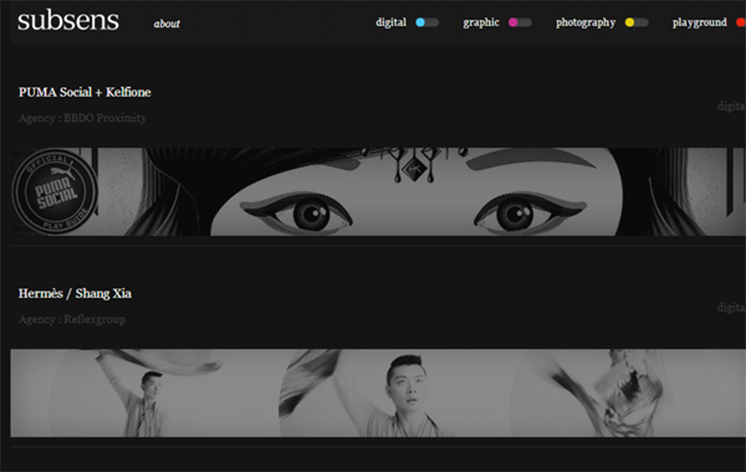 subsens about digital graphic photography playground
PUMA Social + Kelfione
digita
Agency : BBDO Proximity
OFFICIAL
PUMA
SOCIAL
PLAY GUIDE
Hermès / Shang Xia
digita
Agency : Reflexgroup